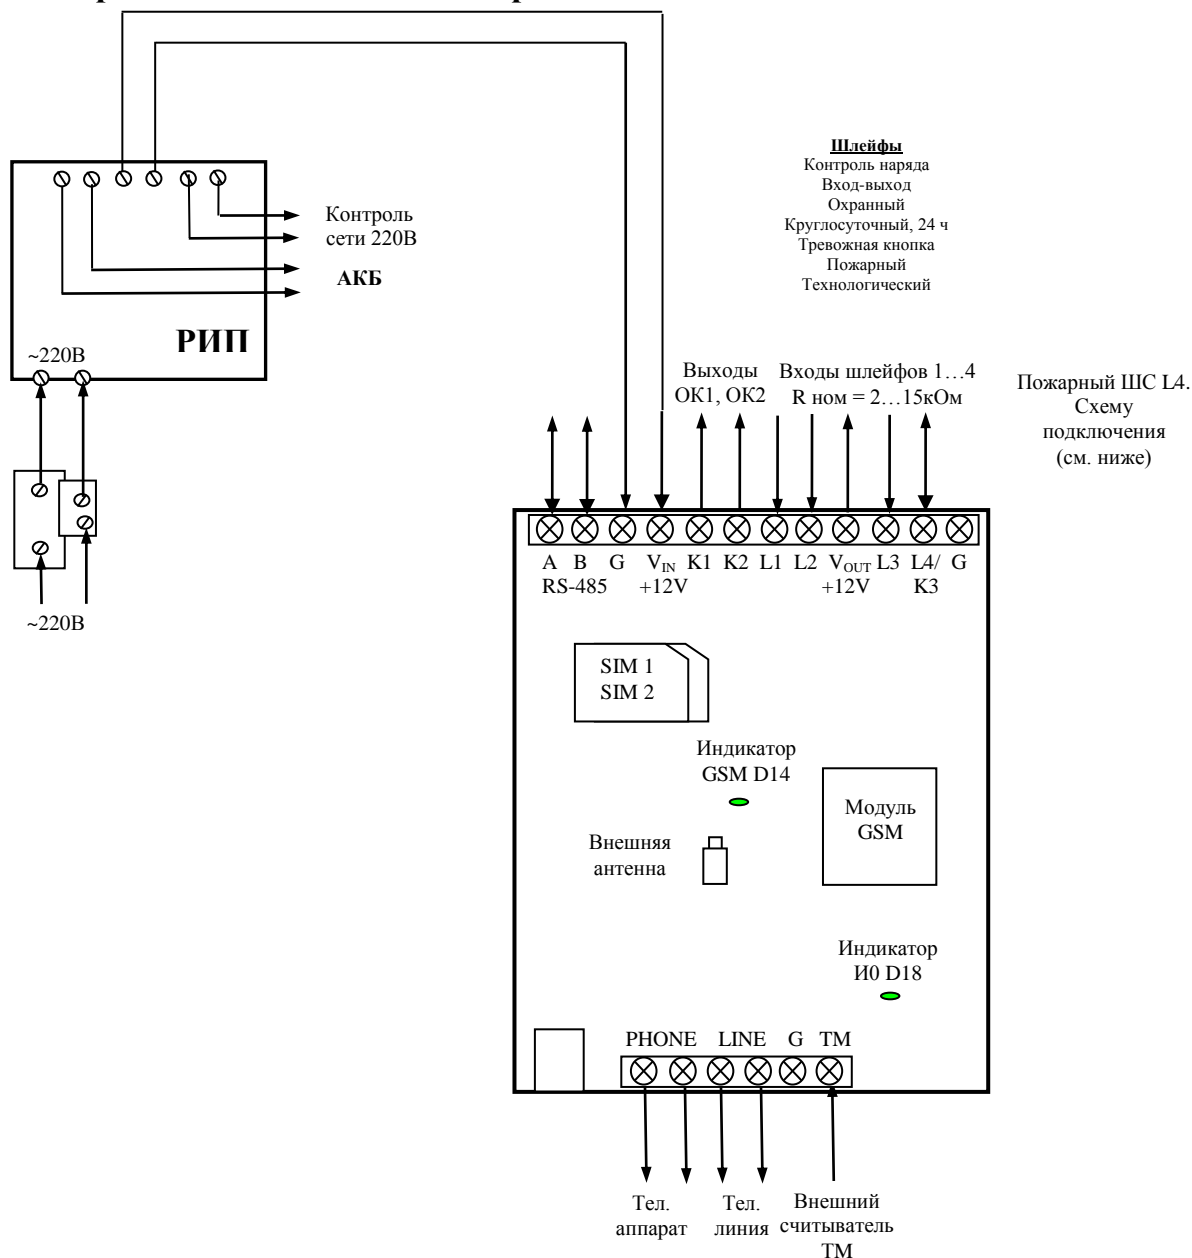 Шлейфы
Контроль наряда
Вход-выход
Охранный
Круглосуточный, 24 ч
Тревожная кнопка
Пожарный
Технологический
Контроль
сети 220В
АКБ
РИП
~220В
~220В
Выходы
ОК1, ОК2
Входы шлейфов 1…4
R ном = 2…15кОм
Пожарный ШС L4.
Схему
подключения
(см. ниже)
A B G VIN K1 K2 L1 L2 VOUT L3 L4/ G
RS-485 +12V +12V K3
SIM 1
SIM 2
Индикатор
GSM D14
Модуль
GSM
Внешняя
антенна
Индикатор
И0 D18
PHONE LINE G TM
Тел.
аппарат
Тел.
линия
Внешний
считыватель
ТМ